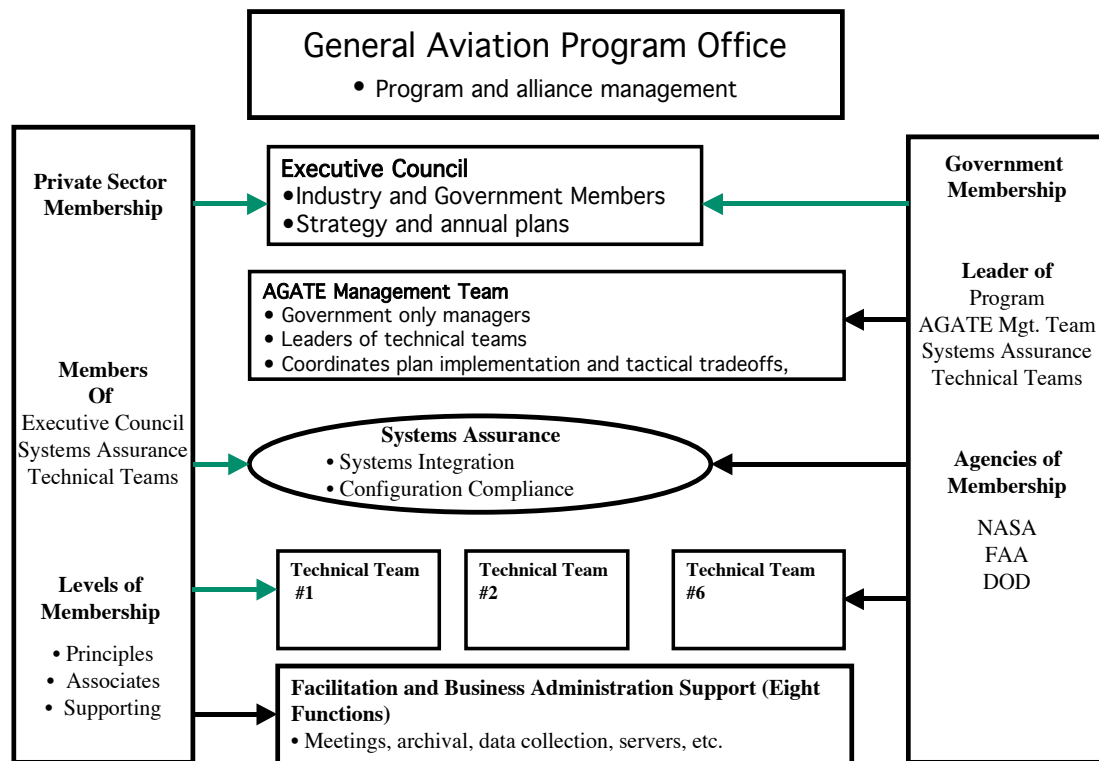 General Aviation Program Office
• Program and alliance management
Private Sector
Membership
Members
Of
Executive Council
Systems Assurance
Technical Teams
Levels of
Membership
• Principles
• Associates
• Supporting
Executive Council
•Industry and Government Members
•Strategy and annual plans
AGATE Management Team
• Government only managers
• Leaders of technical teams
• Coordinates plan implementation and tactical tradeoffs,
Systems Assurance
• Systems Integration
• Configuration Compliance
Technical Team
#1
Technical Team
#2
Technical Team
#6
Facilitation and Business Administration Support (Eight
Functions)
• Meetings, archival, data collection, servers, etc.
Government
Membership
Leader of
Program
AGATE Mgt. Team
Systems Assurance
Technical Teams
Agencies of
Membership
NASA
FAA
DOD